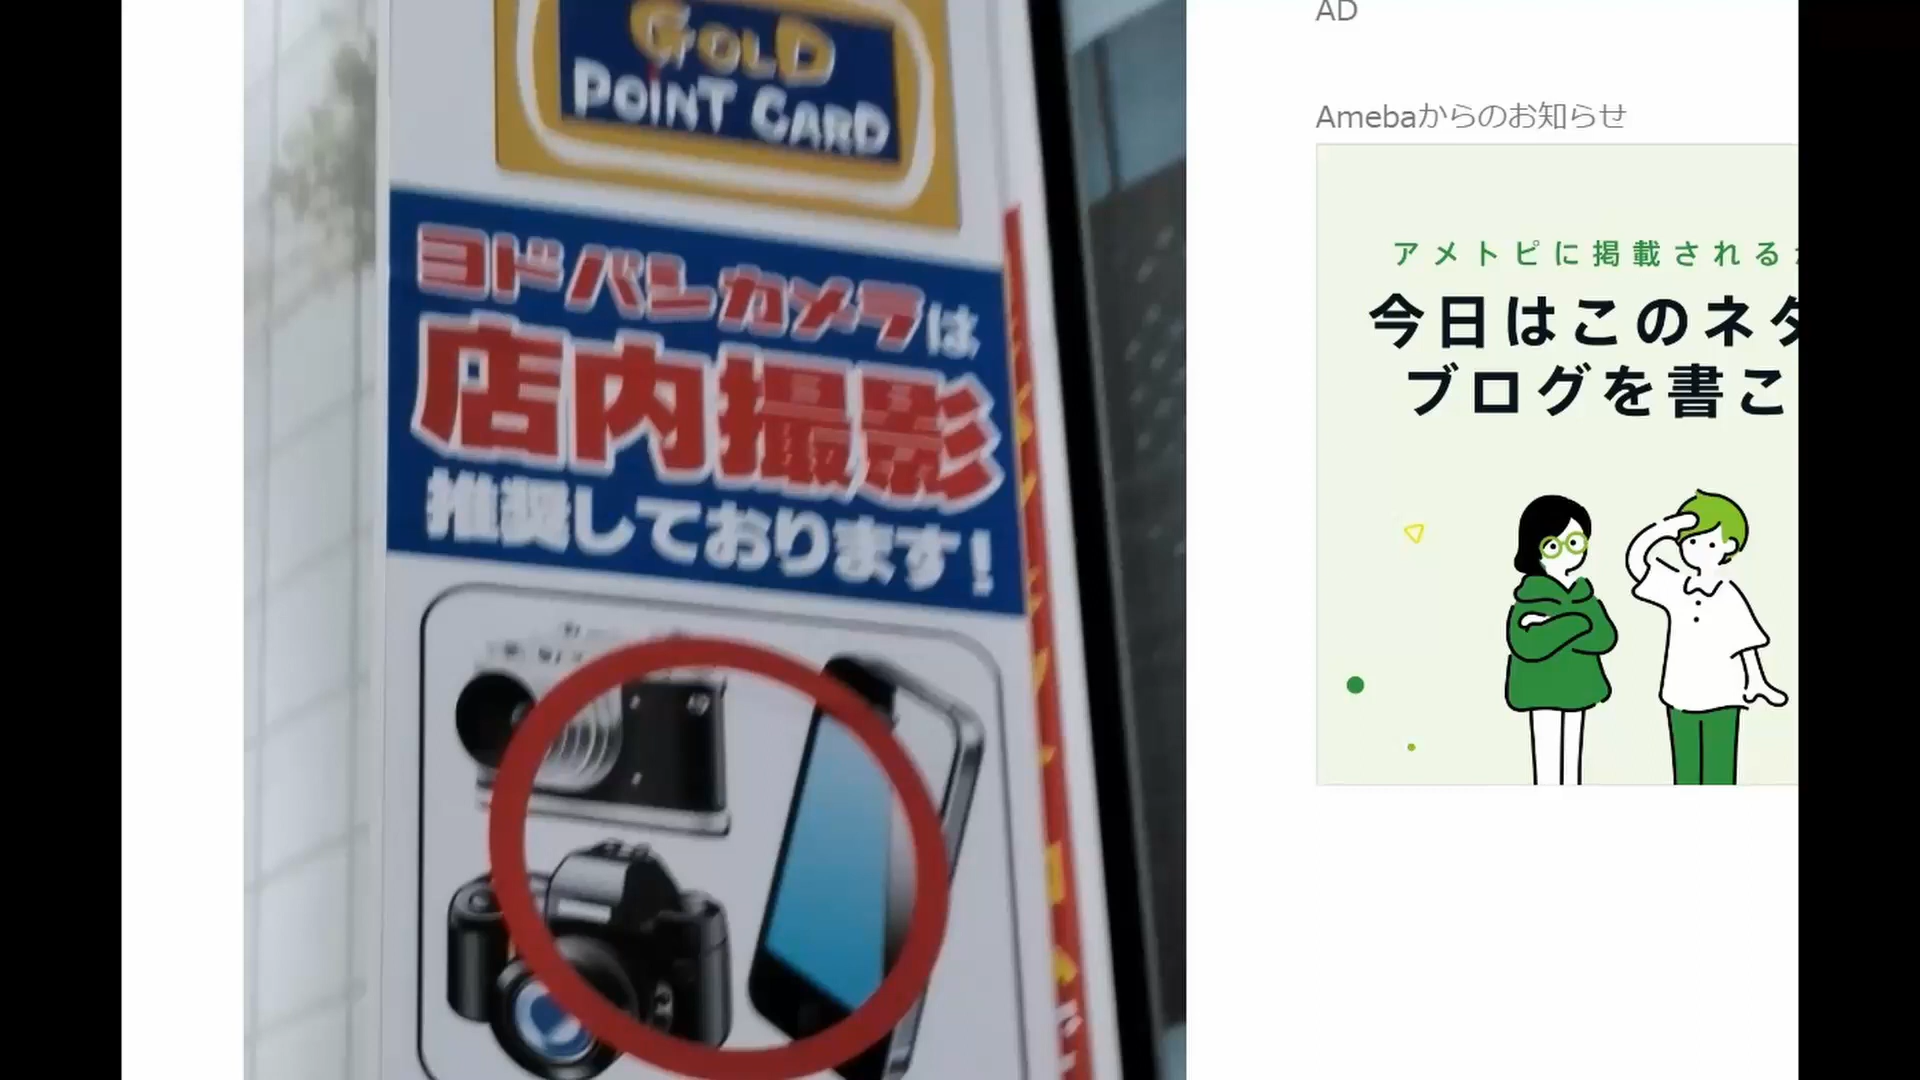 GOLD
POINT CARD
ヨドバシカメラは
店内撮影
推奨しております!
AD
Amebaからのお知らせ
アメトピに掲載される
今日はこのネタ
ブログを書こ